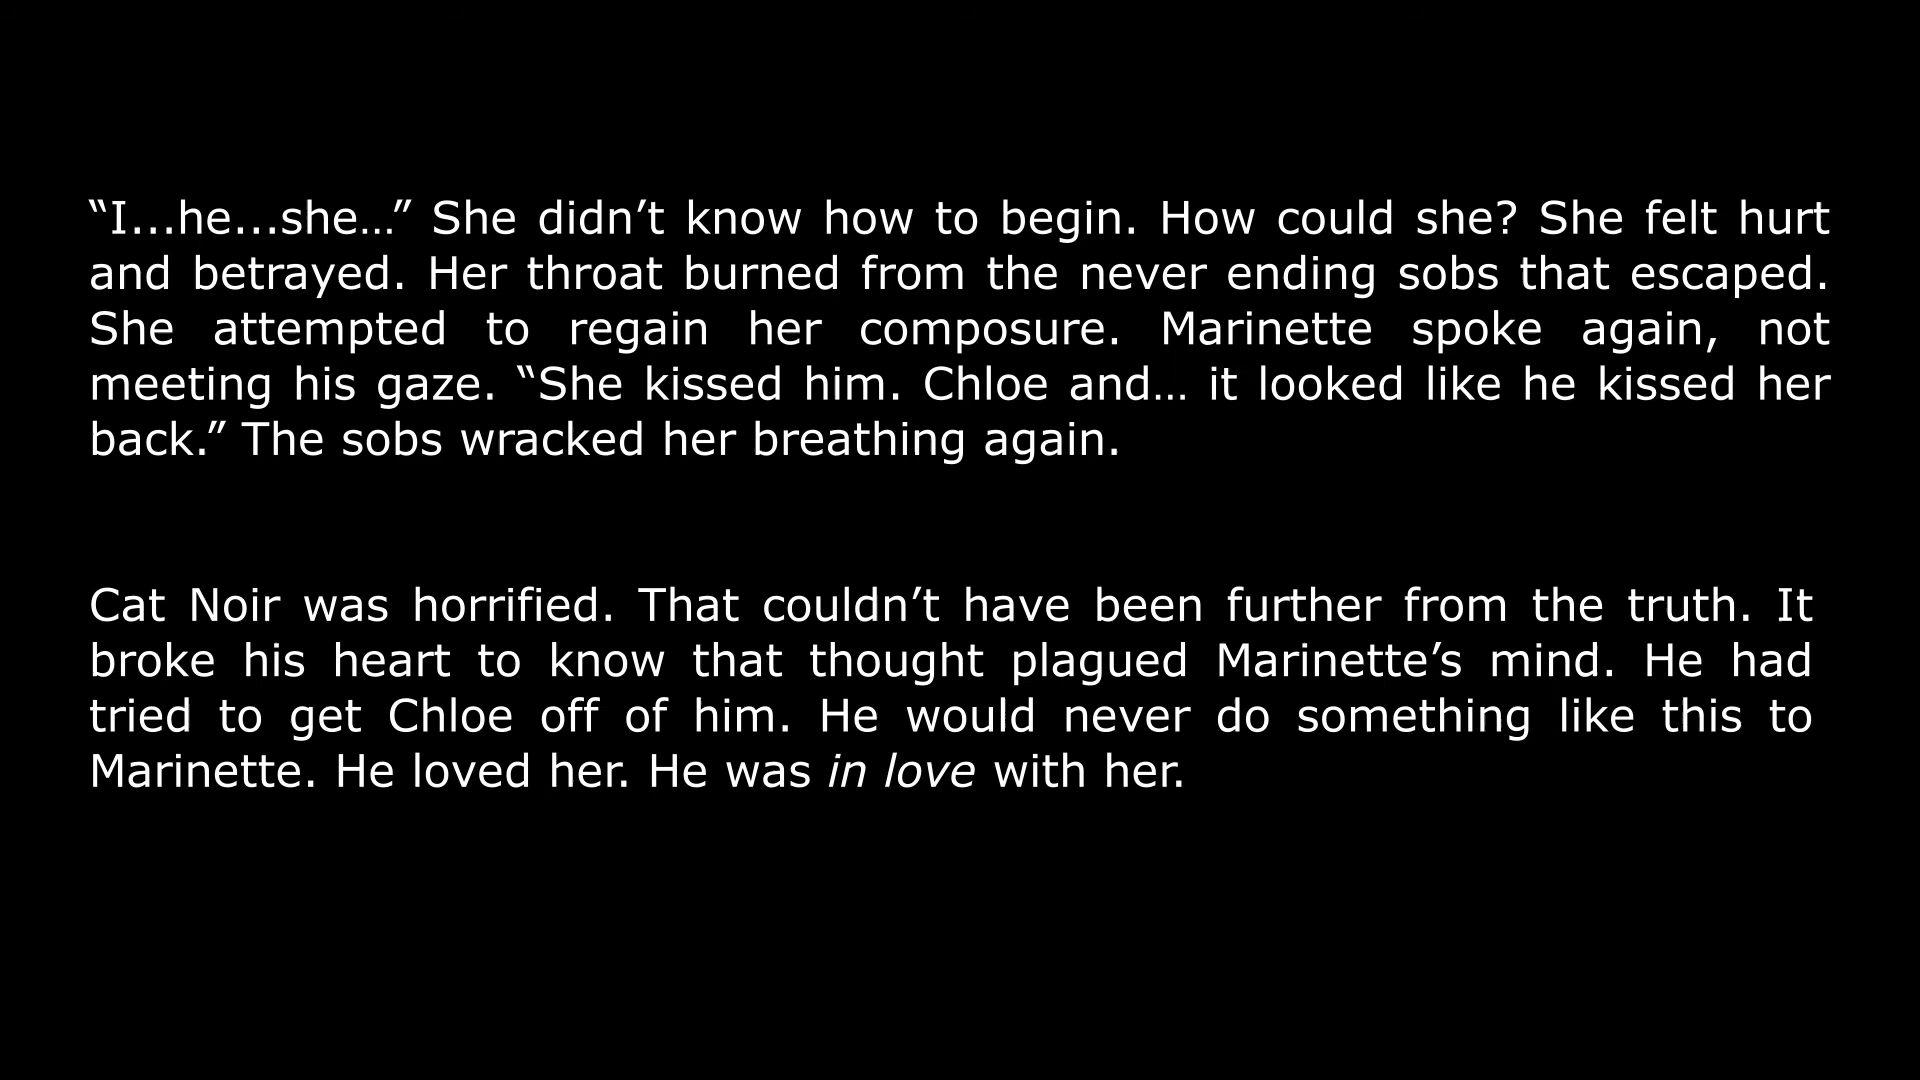 “I...he...she…” She didn’t know how to begin. How could she? She felt hurt
and betrayed. Her throat burned from the never ending sobs that escaped.
She attempted to regain her composure. Marinette spoke again, not
meeting his gaze. “She kissed him. Chloe and… it looked like he kissed her
back.” The sobs wracked her breathing again.
Cat Noir was horrified. That couldn’t have been further from the truth. It
broke his heart to know that thought plagued Marinette’s mind. He had
tried to get Chloe off of him. He would never do something like this to
Marinette. He loved her. He was in love with her.